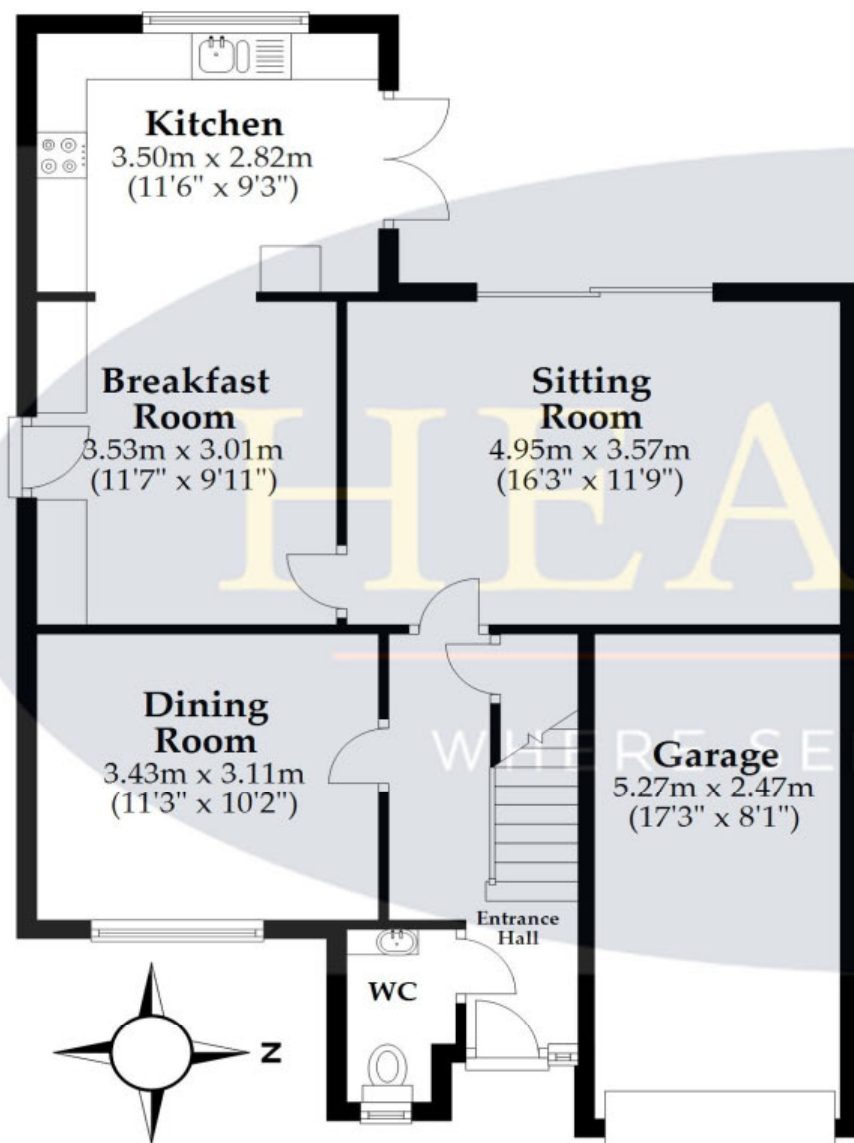 Kitchen
3.50m x 2.82m
(11'6" x 9'3")
Breakfast
Room
3.53m x 3.01m
(11'7" x 9'11")
Sitting
Room
4.95m x 3.57m
(16'3" x 11'9")
HEA
Dining
Room
3.43m x 3.11m
(11'3" x 10'2")
WHERE SE
Garage
5.27m x 2.47m
(17'3" x 8'1")
Entrance
Hall
WC
N